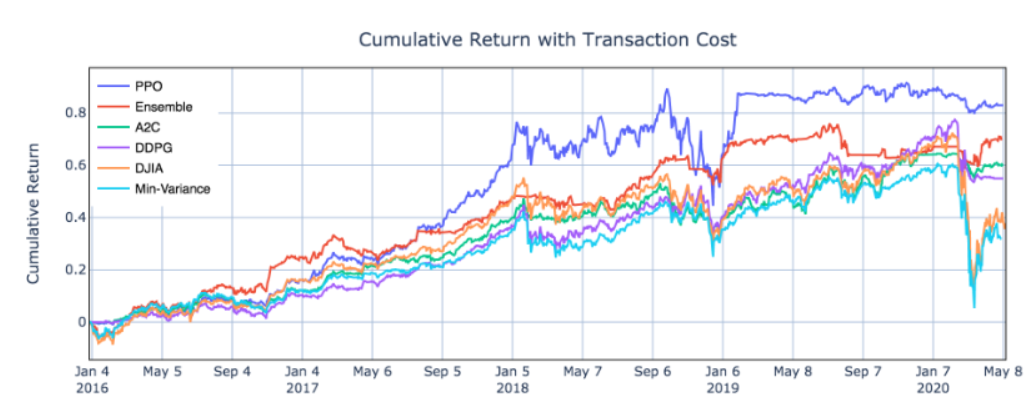 Cumulative Return with Transaction Cost
Cumulative Return
0.8
0.6
0.4
0.2
0
PPO
Ensemble
A2C
DDPG
DJIA
Min-Variance
Jan 4 May 5 Sep 4 Jan 4 May 6 Sep 5 Jan 5 May 7 Sep 6 Jan 6 May 8 Sep 7 Jan 7 May 8
2016 2017 2018 2019 2020